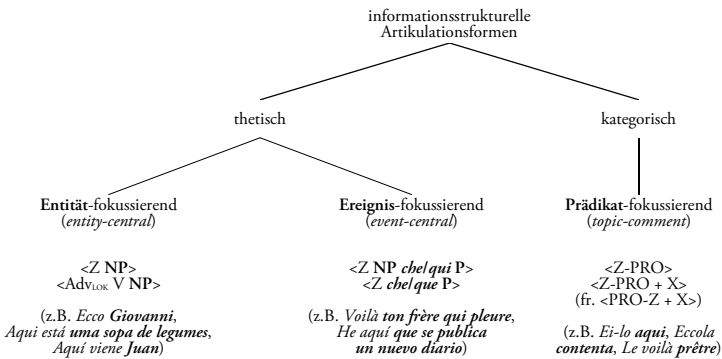 informationsstrukturelle
Artikulationsformen
thetisch
kategorisch
Entität-fokussierend
(entity-central)
Ereignis-fokussierend
(event-central)
Prädikat-fokussierend
(topic-comment)
<Z NP>
<AdvLOK V NP>
<Z NP che/qui P>
<Z che/que P>
<Z-PRO>
<Z-PRO + X>
(fr. <PRO-Z + X>)
(z.B. Ecco Giovanni,
Aqui está uma sopa de legumes,
Aquí viene Juan)
(z.B. Voilà ton frère qui pleure,
He aquí que se publica
un nuevo diario)
(z.B. Ei-lo aqui, Eccola
contenta, Le voilà prêtre)